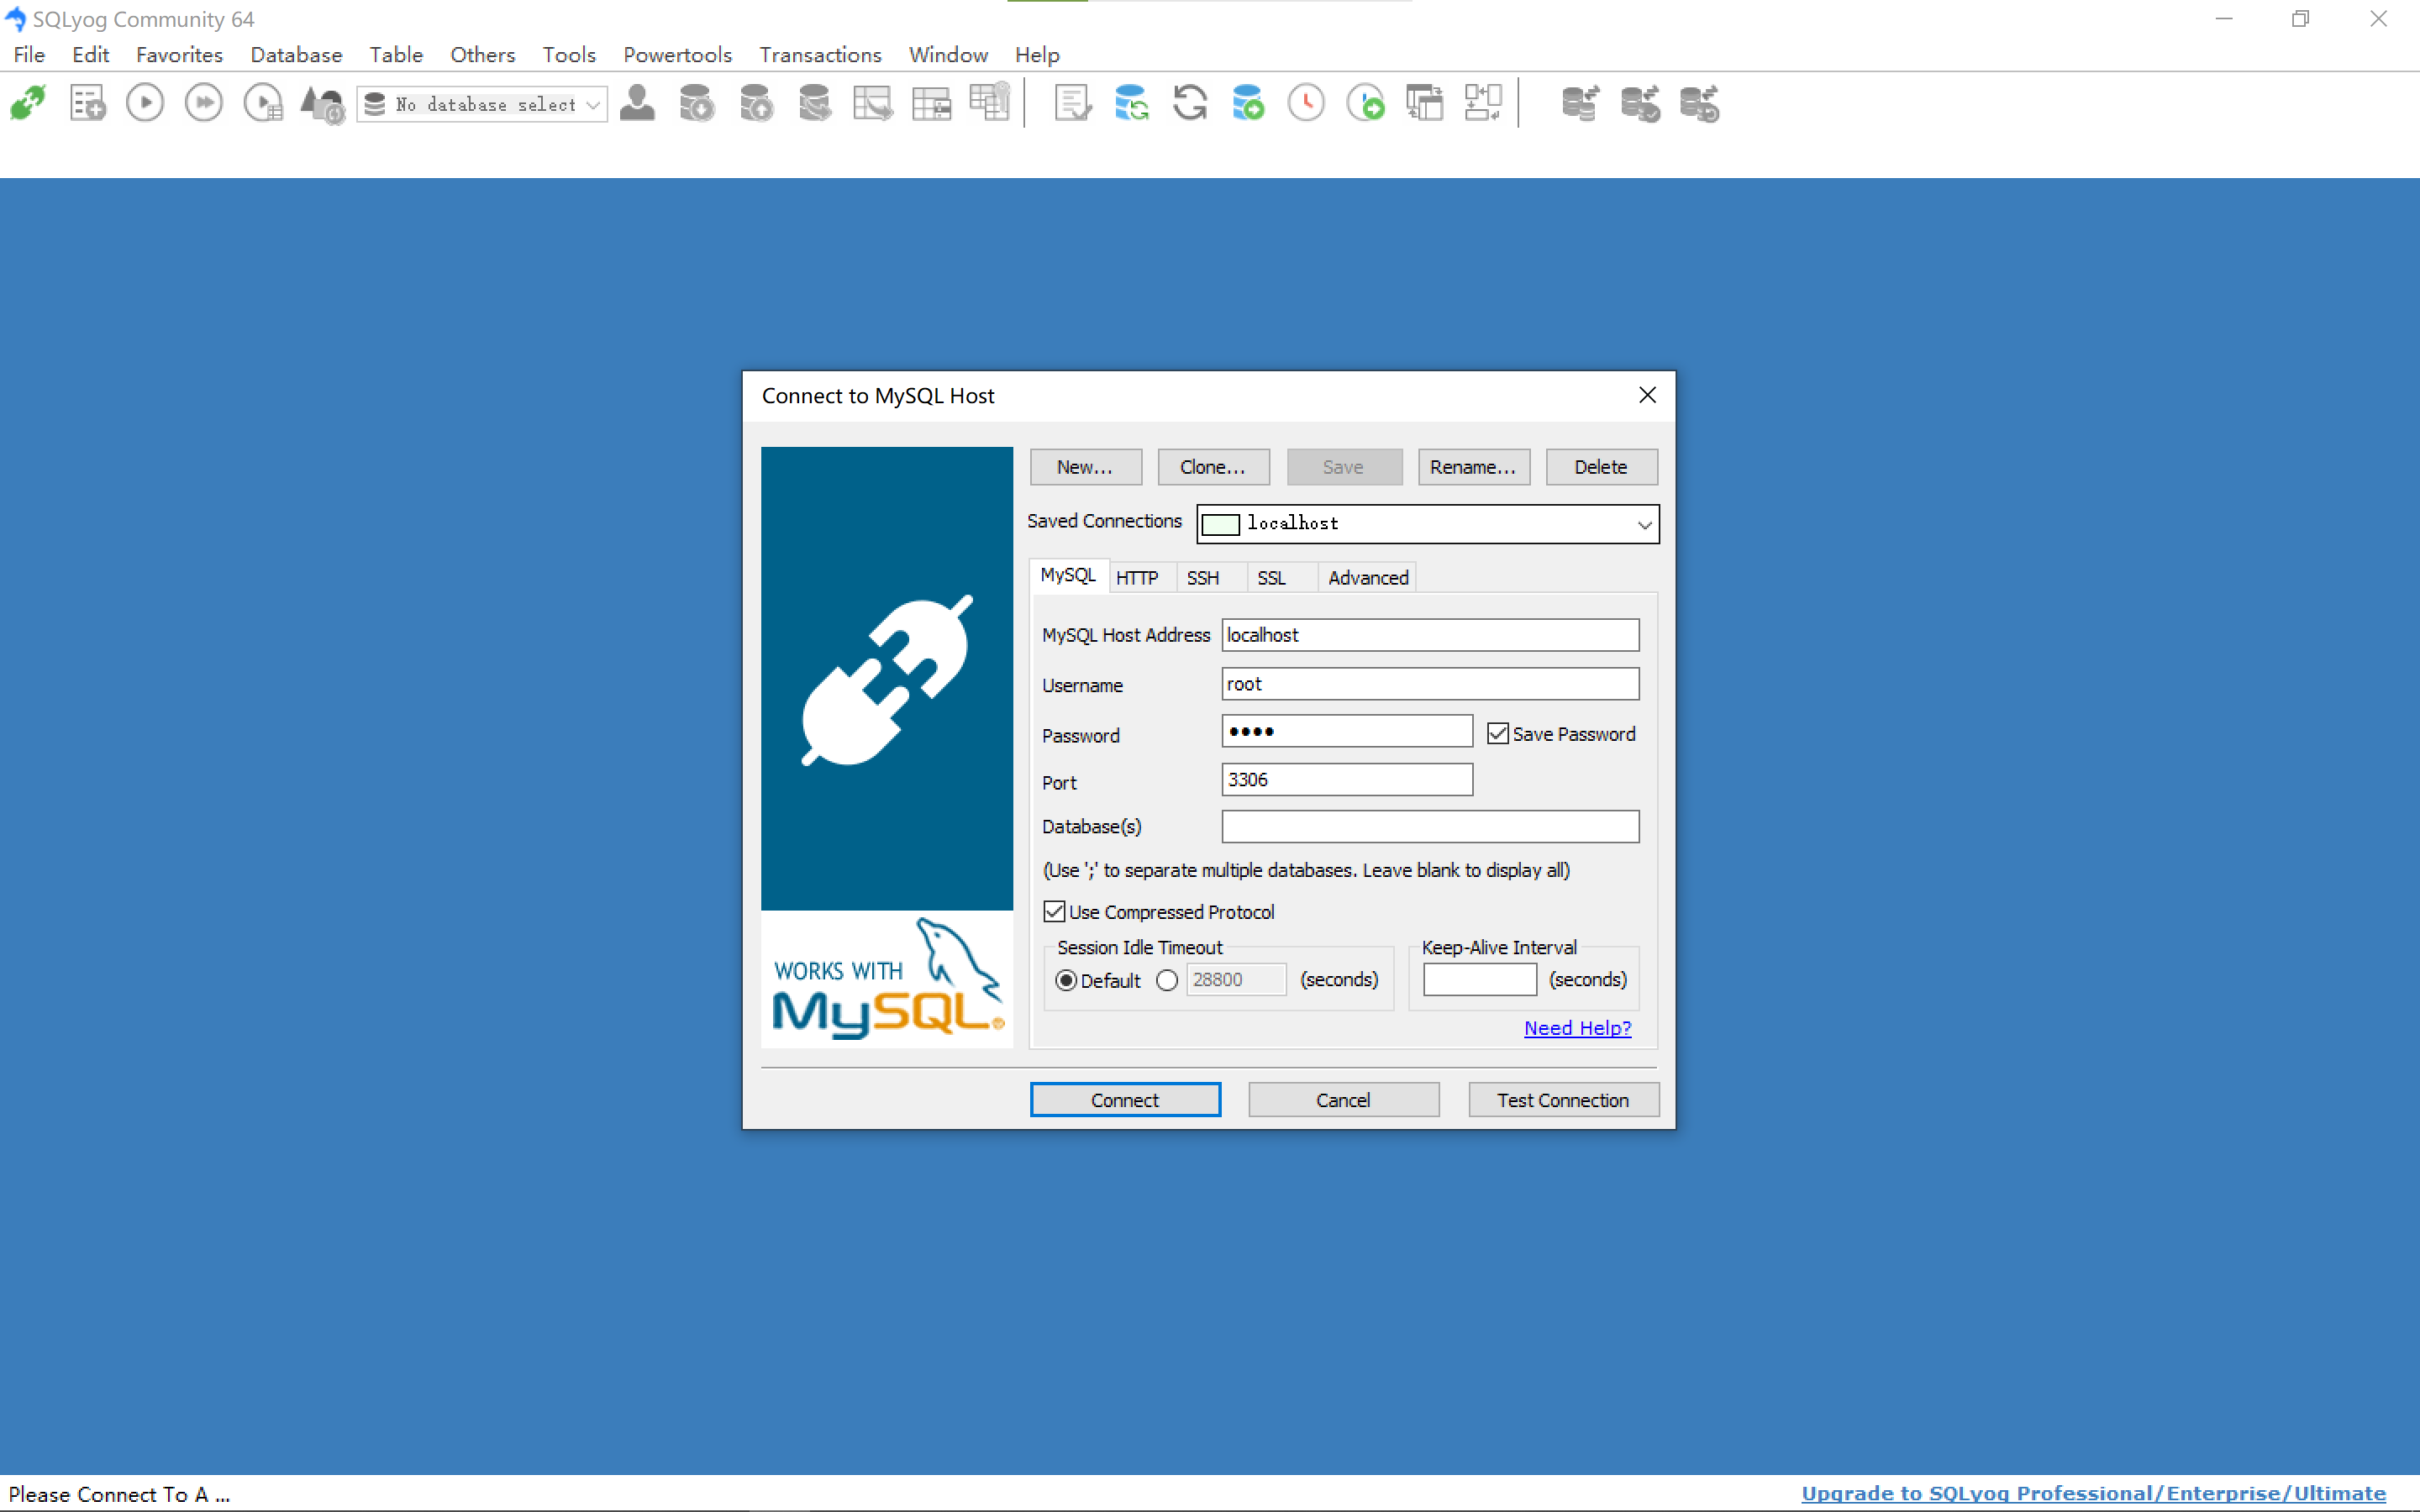 SQLyog Community 64
File Edit Favorites Database Table Others Tools Powertools Transactions Window Help
No database select
Connect to MySQL Host
New... Clone... Save Rename... Delete
Saved Connections localhost
MySQL HTTP SSH SSL Advanced
MySQL Host Address localhost
Username root
Password •••• Save Password
Port 3306
Database(s)
(Use ';' to separate multiple databases. Leave blank to display all)
Use Compressed Protocol
Session Idle Timeout Keep-Alive Interval
Default 28800 (seconds) (seconds)
WORKS WITH
MySQL
Need Help?
Connect Cancel Test Connection
Please Connect To A ... Upgrade to SQLyog Professional/Enterprise/Ultimate